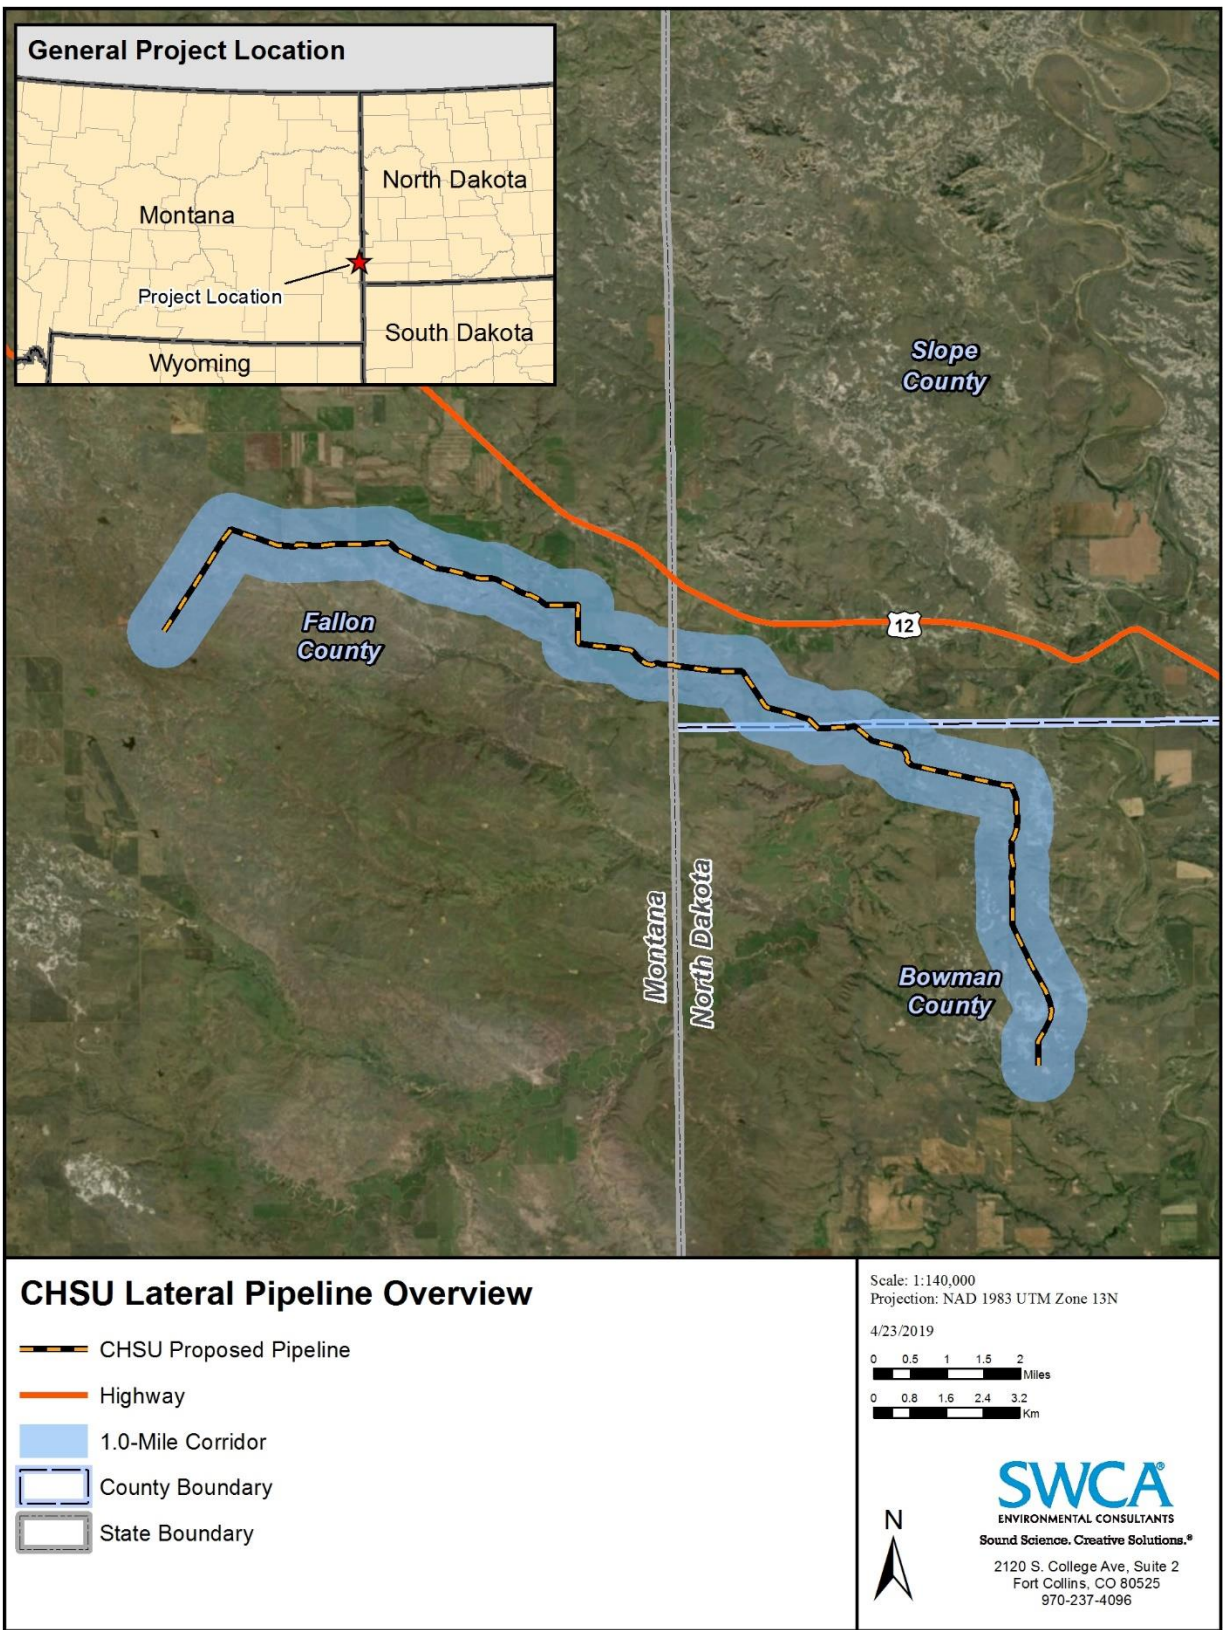 General Project Location
North Dakota
Montana
Project Location
South Dakota
Wyoming
Slope
County
12
Fallon
County
Montana
North Dakota
Bowman
County
CHSU Lateral Pipeline Overview
CHSU Proposed Pipeline
Highway
1.0-Mile Corridor
County Boundary
State Boundary
Scale: 1:140,000
Projection: NAD 1983 UTM Zone 13N
4/23/2019
0 0.5 1 1.5 2
Miles
0 0.8 1.6 2.4 3.2
Km
N
SWCA®
ENVIRONMENTAL CONSULTANTS
Sound Science. Creative Solutions.®
2120 S. College Ave, Suite 2
Fort Collins, CO 80525
970-237-4096